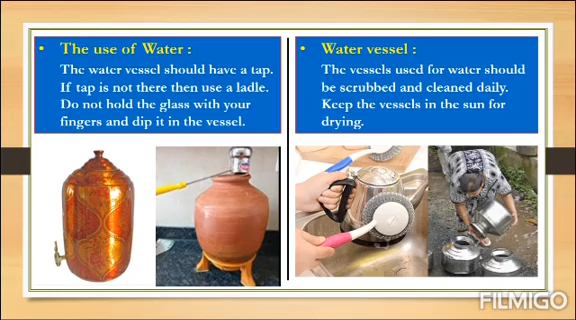 The use of Water :
The water vessel should have a tap.
If tap is not there then use a ladle.
Do not hold the glass with your
fingers and dip it in the vessel.
Water vessel :
The vessels used for water should
be scrubbed and cleaned daily.
Keep the vessels in the sun for
drying.
FILMIGO